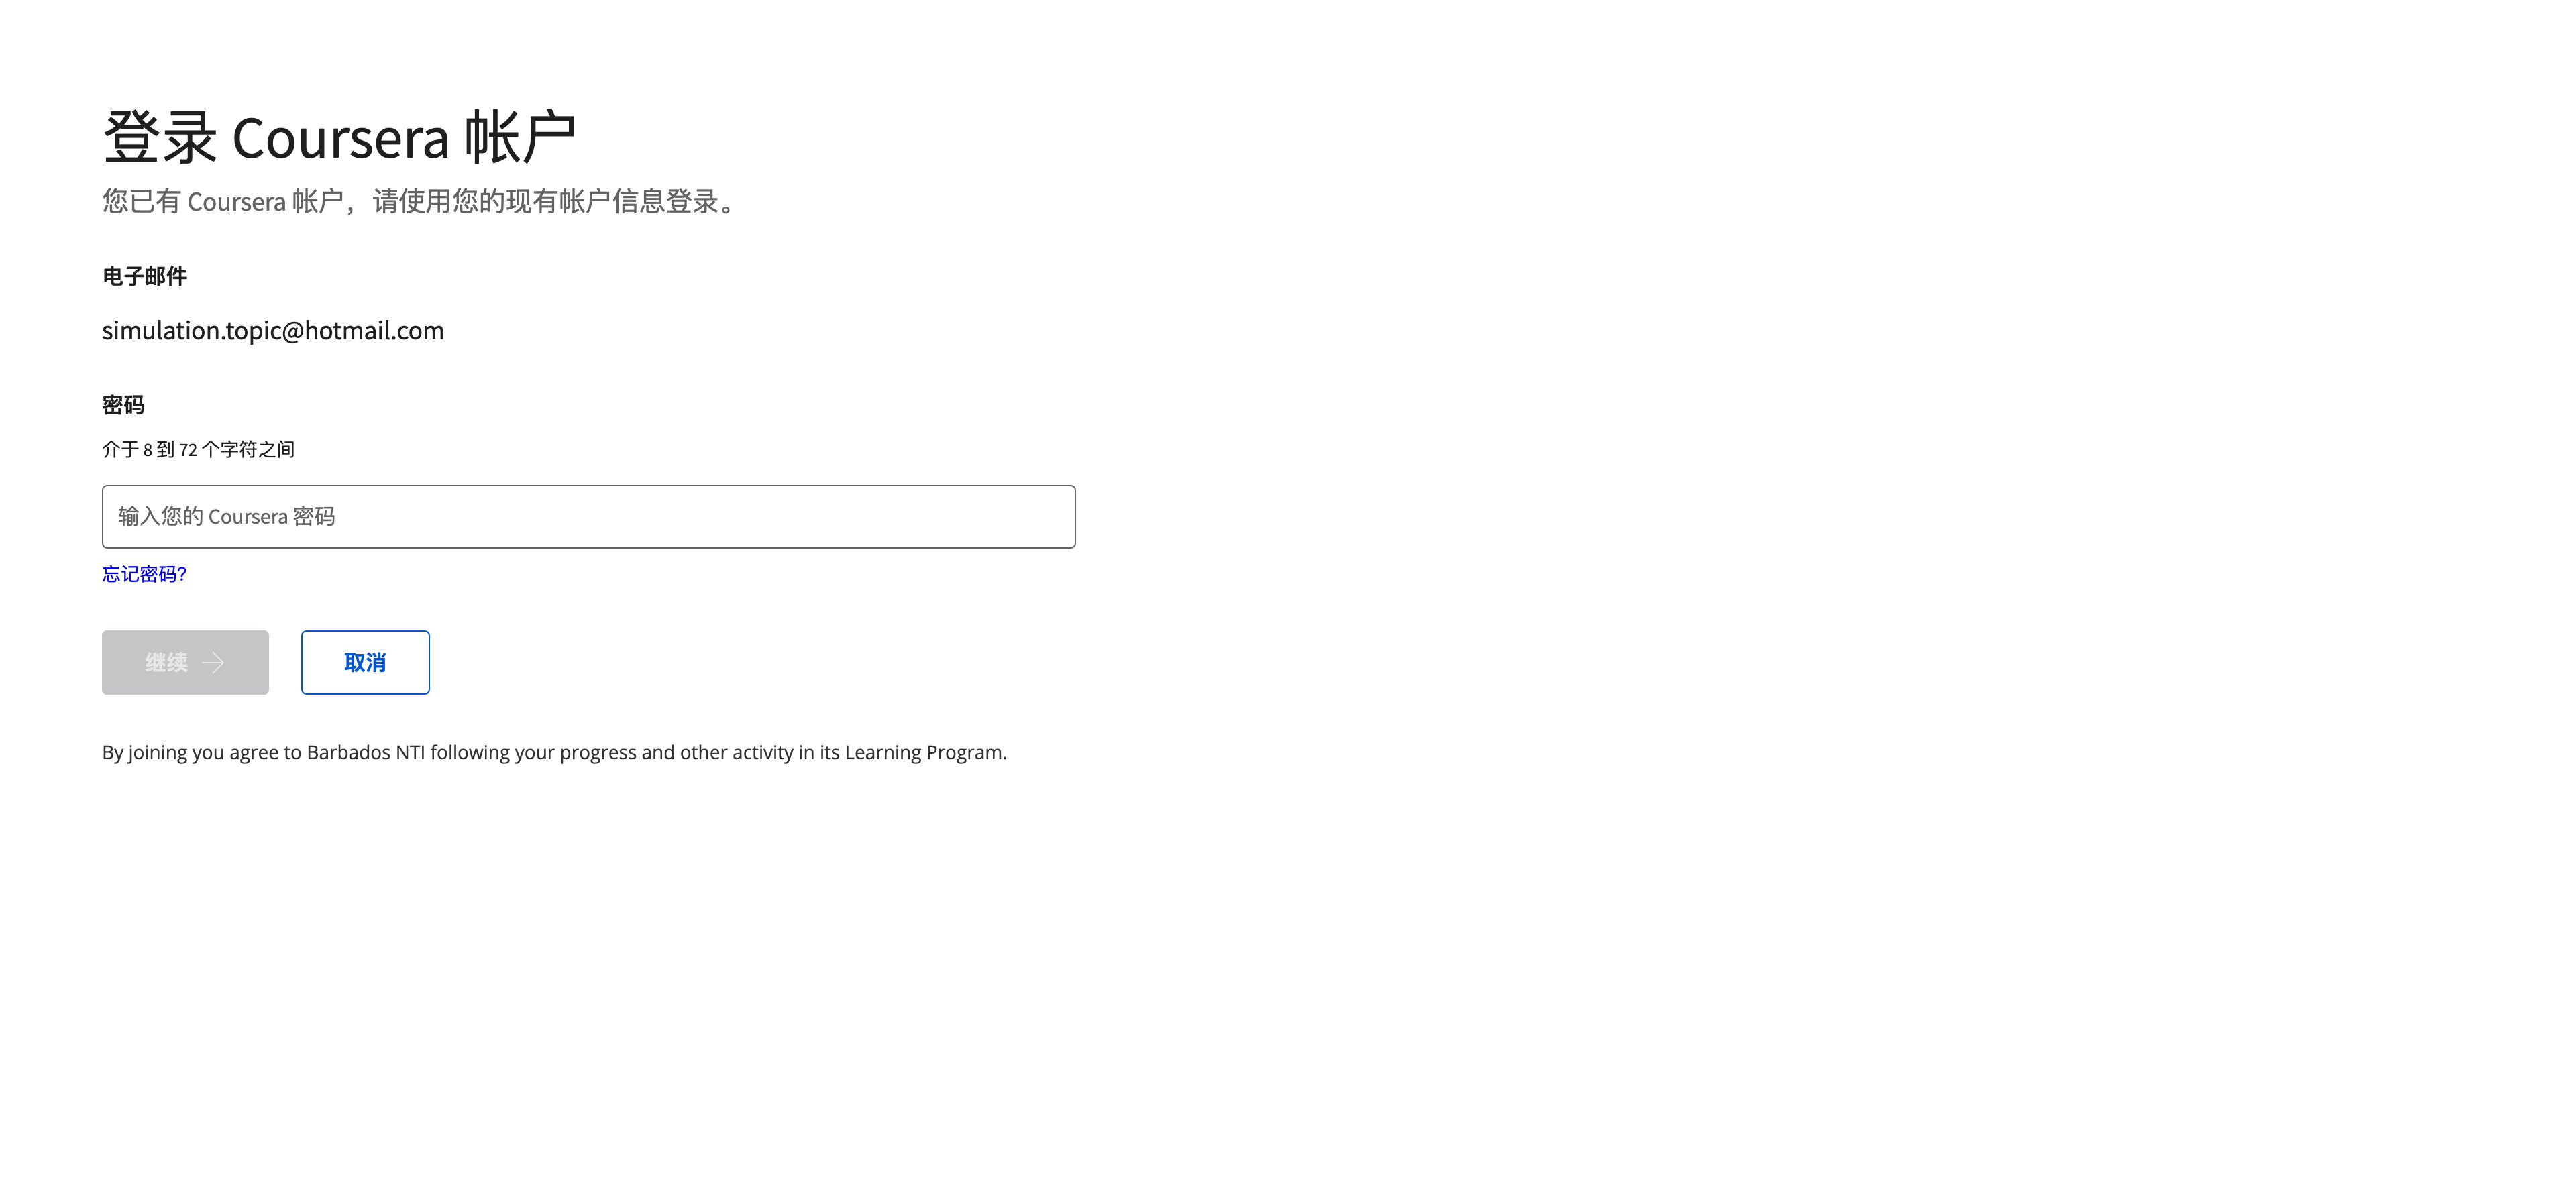 登录 Coursera 帐户
您已有 Coursera 帐户，请使用您的现有帐户信息登录。
电子邮件
simulation.topic@hotmail.com
密码
介于 8 到 72 个字符之间
输入您的 Coursera 密码
忘记密码?
继续 →
取消
By joining you agree to Barbados NTI following your progress and other activity in its Learning Program.